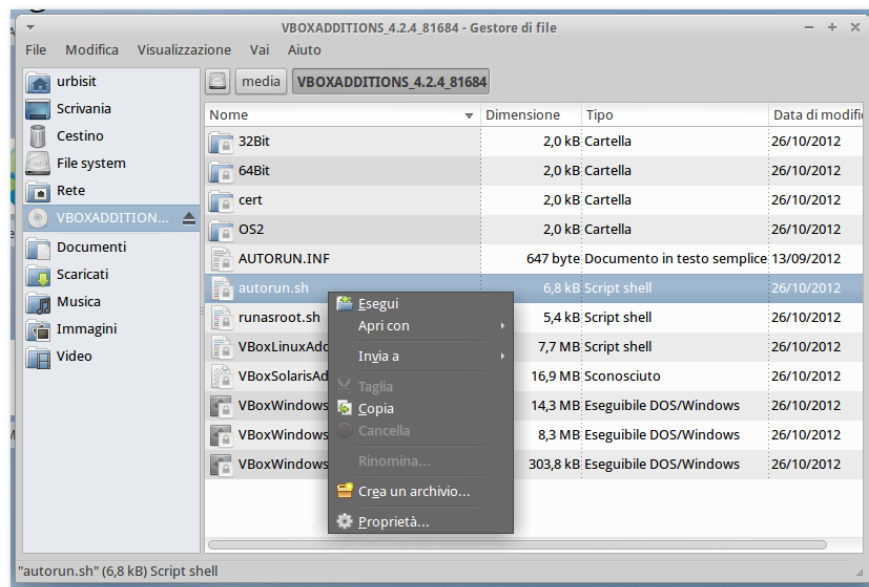 VBOXADDITIONS_4.2.4_81684 - Gestore di file
File Modifica Visualizzazione Vai Aiuto
urbisit
Scrivania
Cestino
File system
Rete
VBOXADDITION...
Documenti
Scaricati
Musica
Immagini
Video
media VBOXADDITIONS_4.2.4_81684
Nome Dimensione Tipo Data di modifi
32Bit 2,0 kB Cartella 26/10/2012
64Bit 2,0 kB Cartella 26/10/2012
cert 2,0 kB Cartella 26/10/2012
OS2 2,0 kB Cartella 26/10/2012
AUTORUN.INF 647 byte Documento in testo semplice 13/09/2012
autorun.sh 6,8 kB Script shell 26/10/2012
runasroot.sh 5,4 kB Script shell 26/10/2012
VBoxLinuxAdd 7,7 MB Script shell 26/10/2012
VBoxSolarisAd 16,9 MB Sconosciuto 26/10/2012
VBoxWindows 14,3 MB Eseguibile DOS/Windows 26/10/2012
VBoxWindows 8,3 MB Eseguibile DOS/Windows 26/10/2012
VBoxWindows 303,8 kB Eseguibile DOS/Windows 26/10/2012
Esegui
Apri con
Invia a
Taglia
Copia
Cancella
Rinomina...
Crea un archivio...
Proprietà...
"autorun.sh" (6,8 kB) Script shell